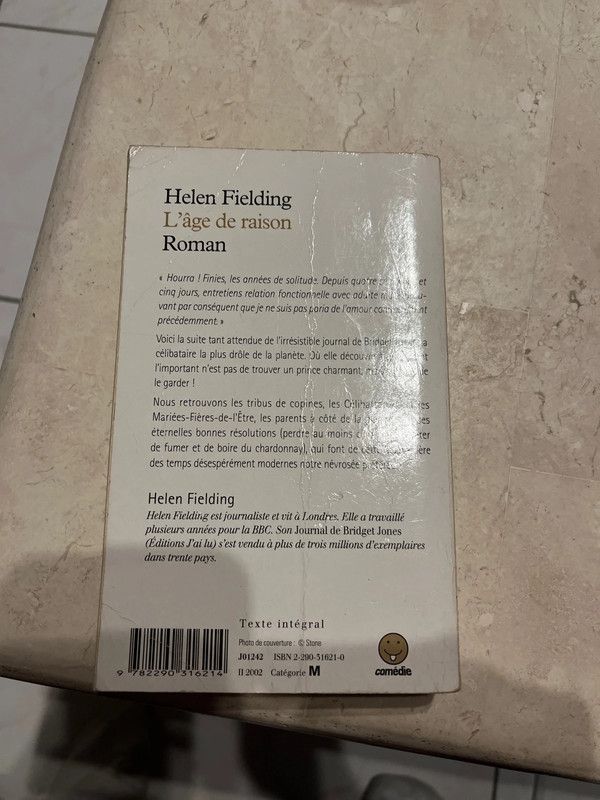 Helen Fielding
L'âge de raison
Roman
« Hourra ! Finies, les années de solitude. Depuis quatre et
cinq jours, entretiens relation fonctionnelle avec adulte
vant par conséquent que je ne suis pas paria de l'amour
précédemment. »
Voici la suite tant attendue de l'irrésistible journal de Bridget la
célibataire la plus drôle de la planète. Où elle
l'important n'est pas de trouver un prince charmant,
le garder !
Nous retrouvons les tribus de copines, les
Mariées-Fières-de-l'Être, les parents à côté de la
éternelles bonnes résolutions (perdre au moins
de fumer et de boire du chardonnay), qui font de
des temps désespérément modernes notre névrosée
Helen Fielding
Helen Fielding est journaliste et vit à Londres. Elle a travaillé
plusieurs années pour la BBC. Son Journal de Bridget Jones
(Éditions J'ai lu) s'est vendu à plus de trois millions d'exemplaires
dans trente pays.
Texte intégral
Photo de couverture : © Stone
J01242 ISBN 2-290-31621-0
II 2002 Catégorie M
9 782290 316214
comédie